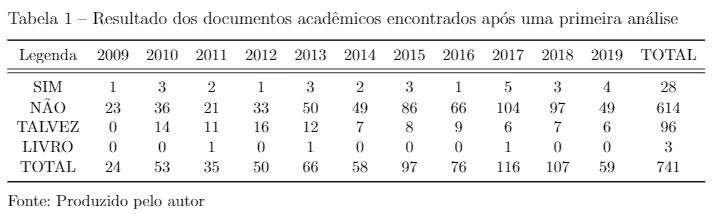 Tabela 1 – Resultado dos documentos acadêmicos encontrados após uma primeira análise
Legenda 2009 2010 2011 2012 2013 2014 2015 2016 2017 2018 2019 TOTAL
SIM 1 3 2 1 3 2 3 1 5 3 4 28
NÃO 23 36 21 33 50 49 86 66 104 97 49 614
TALVEZ 0 14 11 16 12 7 8 9 6 7 6 96
LIVRO 0 0 1 0 1 0 0 0 1 0 0 3
TOTAL 24 53 35 50 66 58 97 76 116 107 59 741
Fonte: Produzido pelo autor